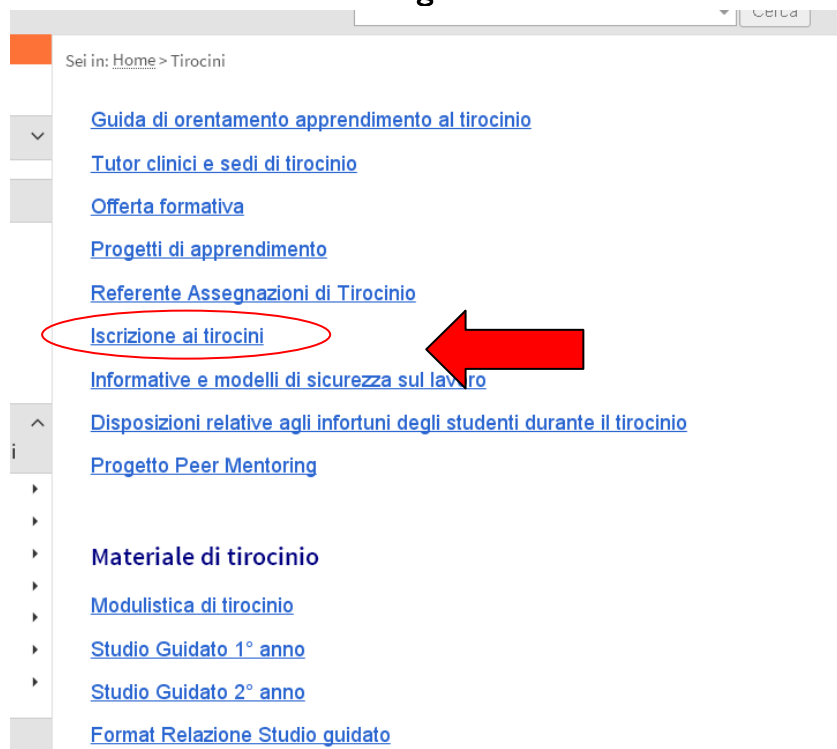 Cerca
Sei in: Home > Tirocini
Guida di orentamento apprendimento al tirocinio
Tutor clinici e sedi di tirocinio
Offerta formativa
Progetti di apprendimento
Referente Assegnazioni di Tirocinio
Iscrizione ai tirocini
Informative e modelli di sicurezza sul lavoro
Disposizioni relative agli infortuni degli studenti durante il tirocinio
i
Progetto Peer Mentoring
Materiale di tirocinio
Modulistica di tirocinio
Studio Guidato 1° anno
Studio Guidato 2° anno
Format Relazione Studio guidato